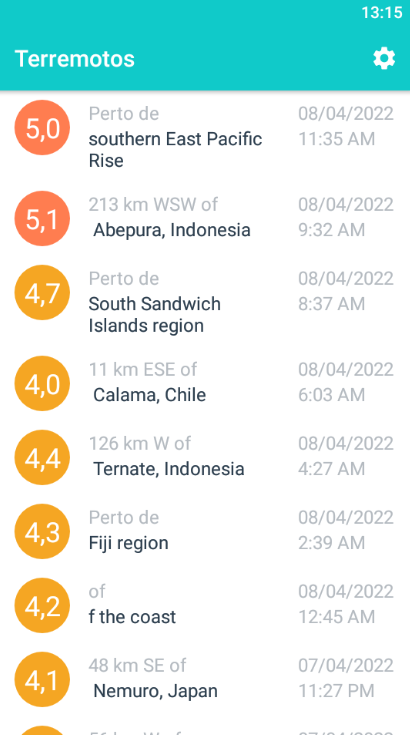 13:15
Terremotos
5,0
Perto de
southern East Pacific
Rise
08/04/2022
11:35 AM
5,1
213 km WSW of
Abepura, Indonesia
08/04/2022
9:32 AM
4,7
Perto de
South Sandwich
Islands region
08/04/2022
8:37 AM
4,0
11 km ESE of
Calama, Chile
08/04/2022
6:03 AM
4,4
126 km W of
Ternate, Indonesia
08/04/2022
4:27 AM
4,3
Perto de
Fiji region
08/04/2022
2:39 AM
4,2
of
f the coast
08/04/2022
12:45 AM
4,1
48 km SE of
Nemuro, Japan
07/04/2022
11:27 PM